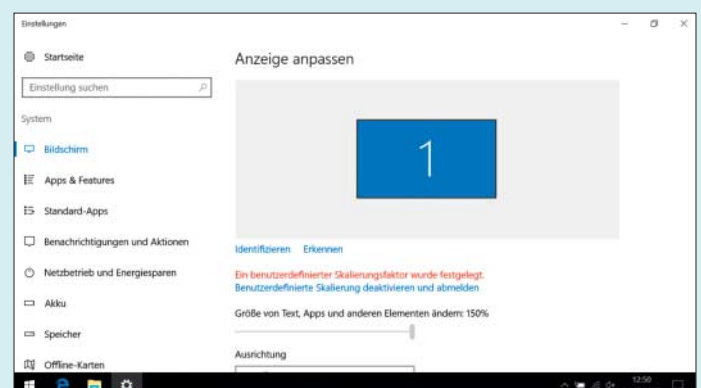 Einstellungen
Startseite
Einstellung suchen
System
Bildschirm
Apps & Features
Standard-Apps
Benachrichtigungen und Aktionen
Netzbetrieb und Energiesparen
Akku
Speicher
Offline-Karten
Anzeige anpassen
1
Identifizieren Erkennen
Ein benutzerdefinierter Skalierungsfaktor wurde festgelegt.
Benutzerdefinierte Skalierung deaktivieren und abmelden
Größe von Text, Apps und anderen Elementen ändern: 150%
Ausrichtung
12:50